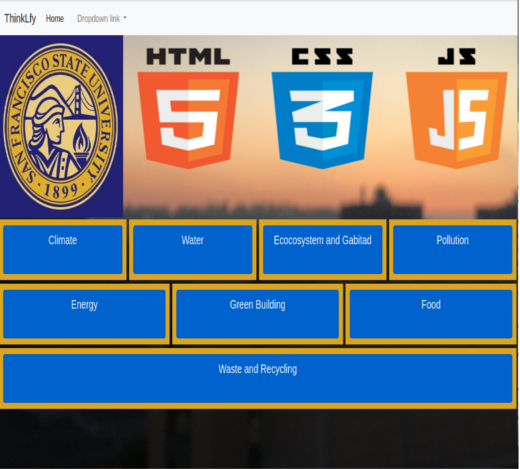 ThinkLfy Home Dropdown link
HTML CSS JS
5 3 JS
SAN FRANCISCO STATE UNIVERSITY
· 1899 ·
Climate Water Ecocosystem and Gabitad Pollution
Energy Green Building Food
Waste and Recycling